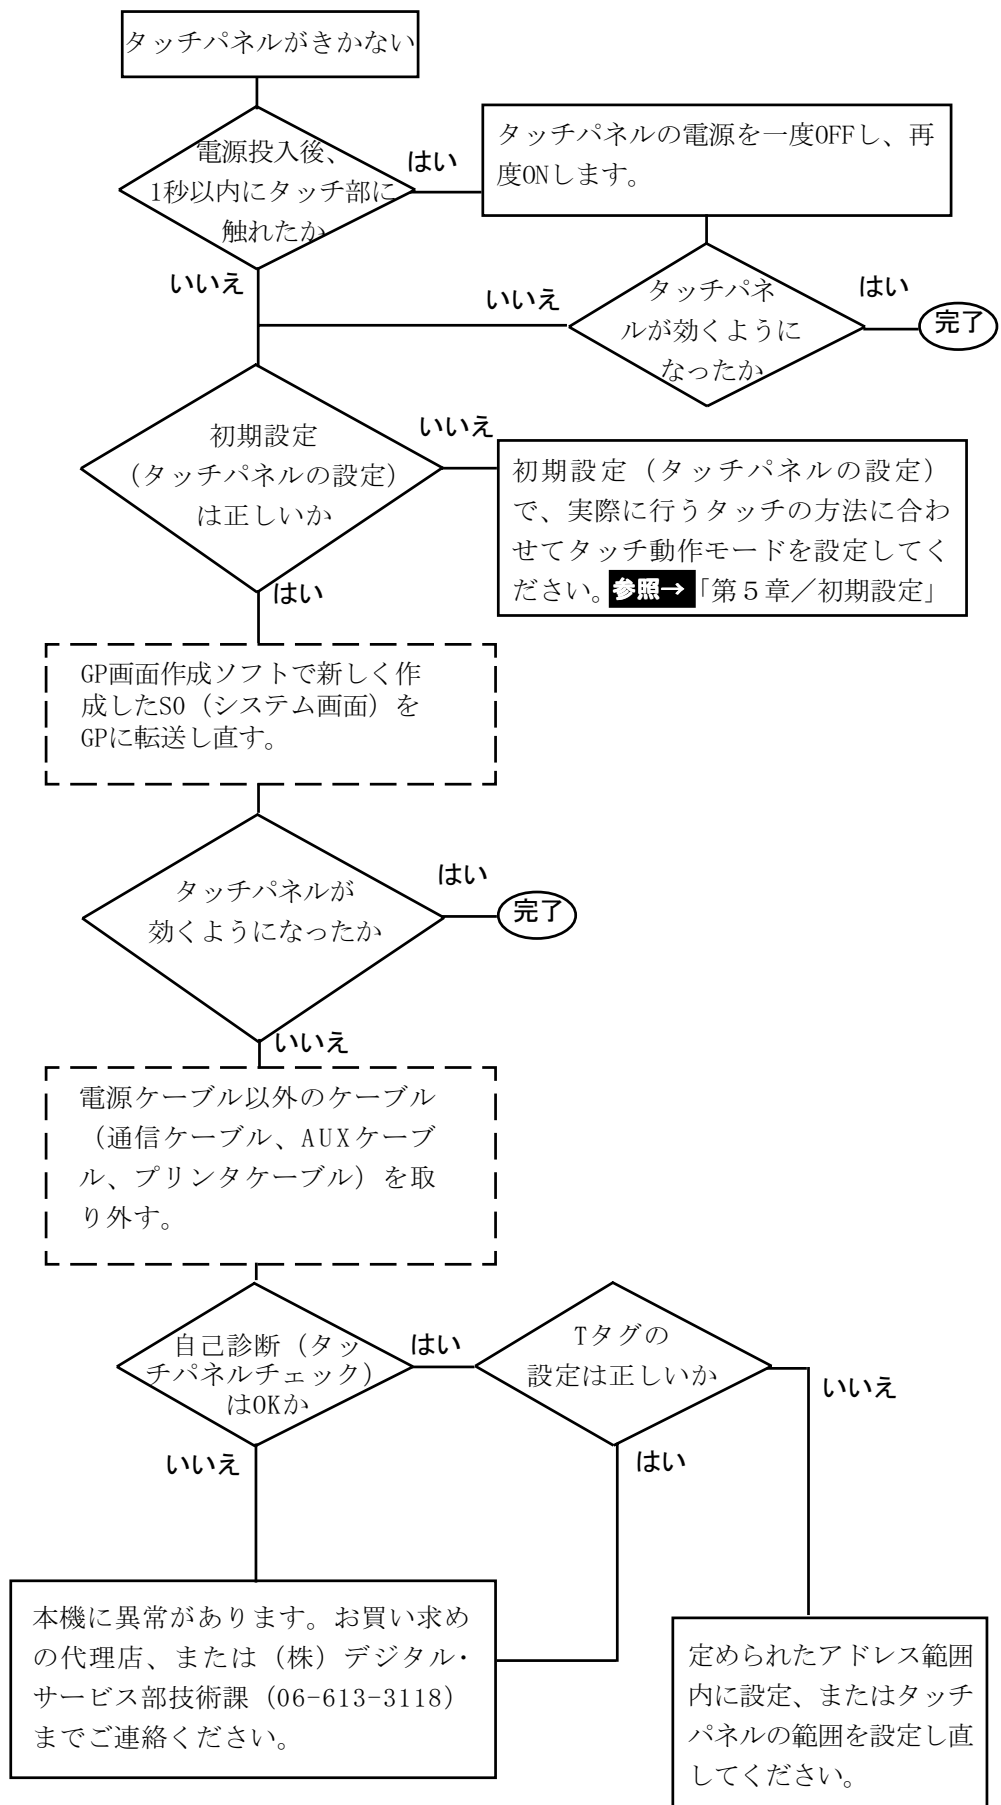 タッチパネルがきかない
電源投入後、
1秒以内にタッチ部に
触れたか
はい
タッチパネルの電源を一度OFFし、再
度ONします。
いいえ
いいえ
タッチパネ
ルが効くように
なったか
はい
完了
初期設定
(タッチパネルの設定)
は正しいか
いいえ
初期設定(タッチパネルの設定)
で、実際に行うタッチの方法に合わ
せてタッチ動作モードを設定してく
ださい。参照→「第5章/初期設定」
はい
GP画面作成ソフトで新しく作
成したS0(システム画面)を
GPに転送し直す。
タッチパネルが
効くようになったか
はい
完了
いいえ
電源ケーブル以外のケーブル
(通信ケーブル、AUXケーブ
ル、プリンタケーブル)を取
り外す。
自己診断(タッ
チパネルチェック)
はOKか
はい
Tタグの
設定は正しいか
いいえ
いいえ
はい
本機に異常があります。お買い求め
の代理店、または(株)デジタル・
サービス部技術課(06-613-3118)
までご連絡ください。
定められたアドレス範囲
内に設定、またはタッチ
パネルの範囲を設定し直
してください。